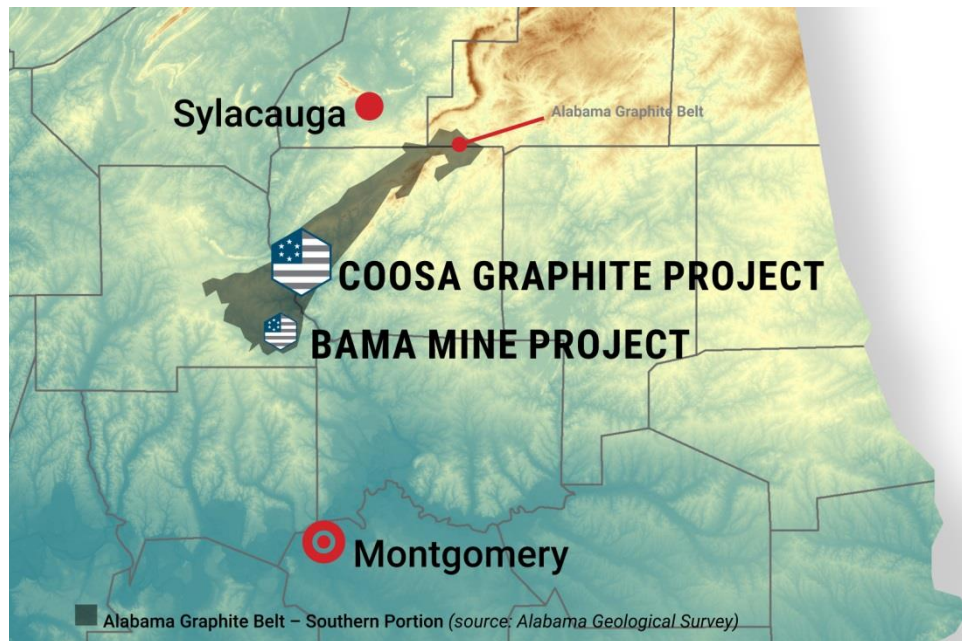 Sylacauga
Alabama Graphite Belt
COOSA GRAPHITE PROJECT
BAMA MINE PROJECT
Montgomery
Alabama Graphite Belt – Southern Portion (source: Alabama Geological Survey)